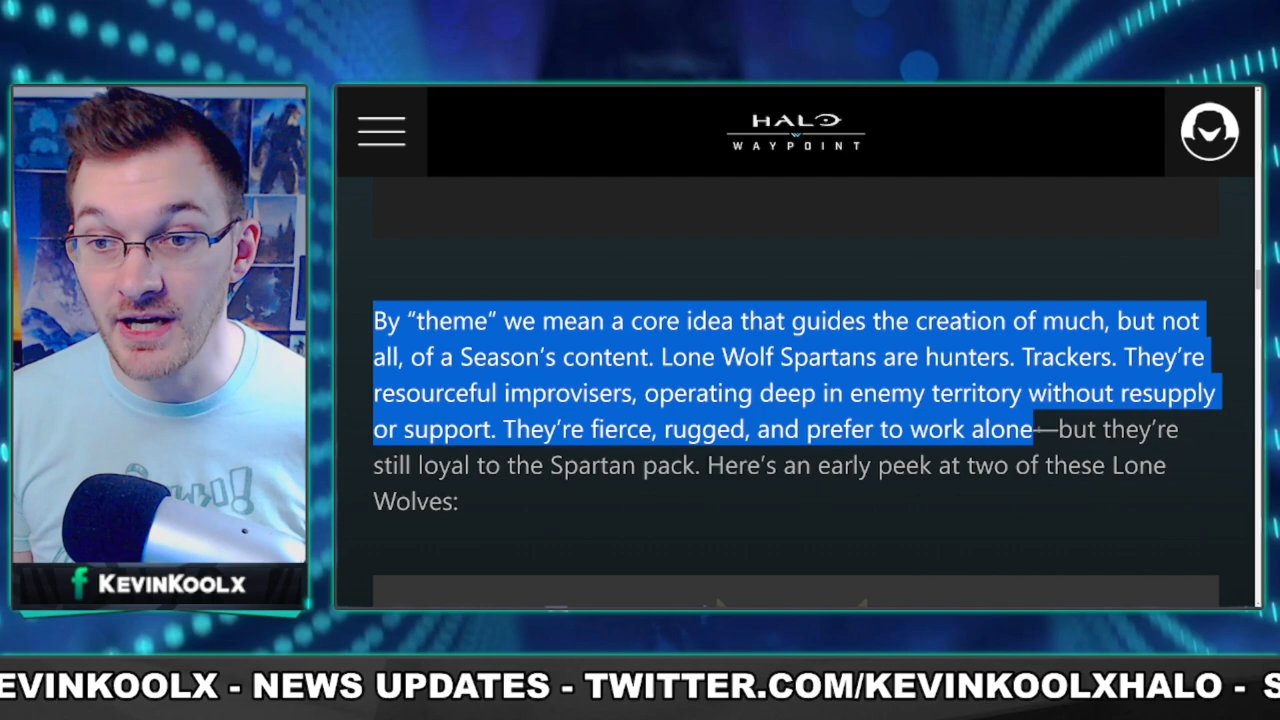 HALO
WAYPOINT
By “theme” we mean a core idea that guides the creation of much, but not
all, of a Season’s content. Lone Wolf Spartans are hunters. Trackers. They’re
resourceful improvisers, operating deep in enemy territory without resupply
or support. They’re fierce, rugged, and prefer to work alone—but they’re
still loyal to the Spartan pack. Here’s an early peek at two of these Lone
Wolves:
f KEVINKOOLX
EVINKOOLX - NEWS UPDATES - TWITTER.COM/KEVINKOOLXHALO - S